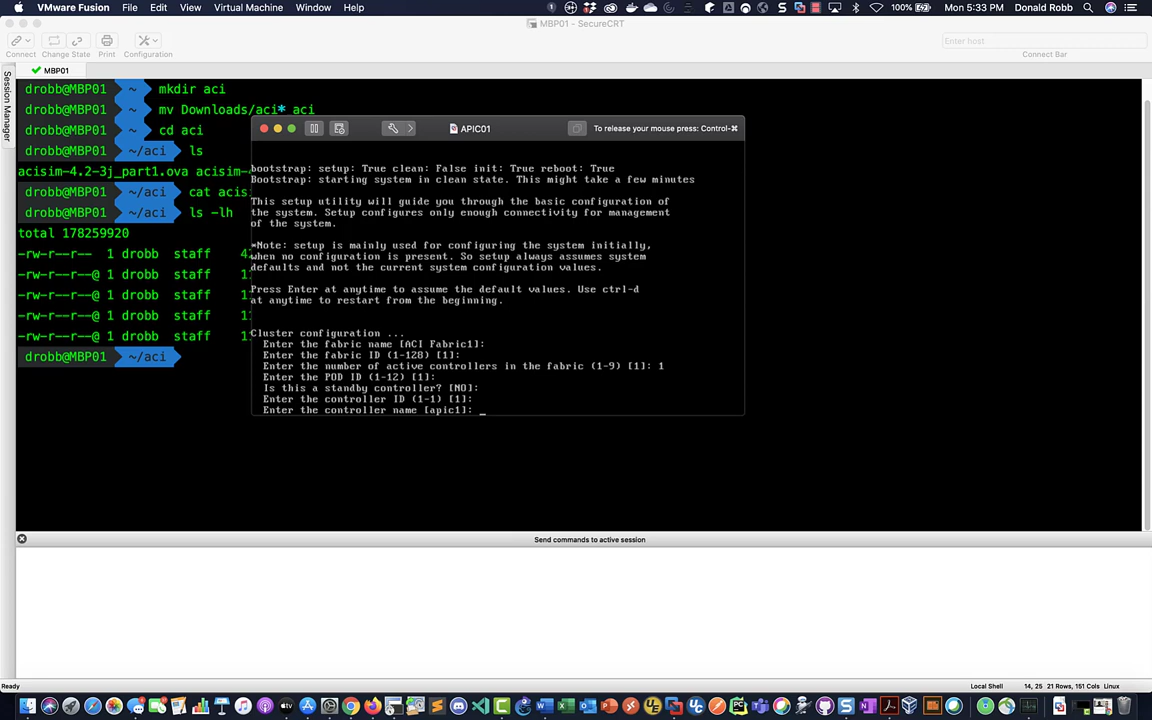 VMware Fusion File Edit View Virtual Machine Window Help 100% Mon 5:33 PM Donald Robb
MBP01 - SecureCRT
Enter host
Connect Change State Print Configuration Connect Bar
Session Manager
MBP01
drobb@MBP01 ~ mkdir aci
drobb@MBP01 ~ mv Downloads/aci* aci
drobb@MBP01 ~ cd aci
drobb@MBP01 ~/aci ls
acisim-4.2-3j_part1.ova acisim-
drobb@MBP01 ~/aci cat acis
drobb@MBP01 ~/aci ls -lh
total 178259920
-rw-r--r-- 1 drobb staff 4
-rw-r--r--@ 1 drobb staff 1
-rw-r--r--@ 1 drobb staff 1
-rw-r--r--@ 1 drobb staff 1
-rw-r--r--@ 1 drobb staff 1
drobb@MBP01 ~/aci
APIC01
To release your mouse press: Control-⌘
bootstrap: setup: True clean: False init: True reboot: True
Bootstrap: starting system in clean state. This might take a few minutes
This setup utility will guide you through the basic configuration of
the system. Setup configures only enough connectivity for management
of the system.
*Note: setup is mainly used for configuring the system initially,
when no configuration is present. So setup always assumes system
defaults and not the current system configuration values.
Press Enter at anytime to assume the default values. Use ctrl-d
at anytime to restart from the beginning.
Cluster configuration ...
Enter the fabric name [ACI Fabric1]:
Enter the fabric ID (1-128) [1]:
Enter the number of active controllers in the fabric (1-9) [1]: 1
Enter the POD ID (1-12) [1]:
Is this a standby controller? [NO]:
Enter the controller ID (1-1) [1]:
Enter the controller name [apic1]: _
Send commands to active session
Ready Local Shell 14, 25 21 Rows, 151 Cols Linux